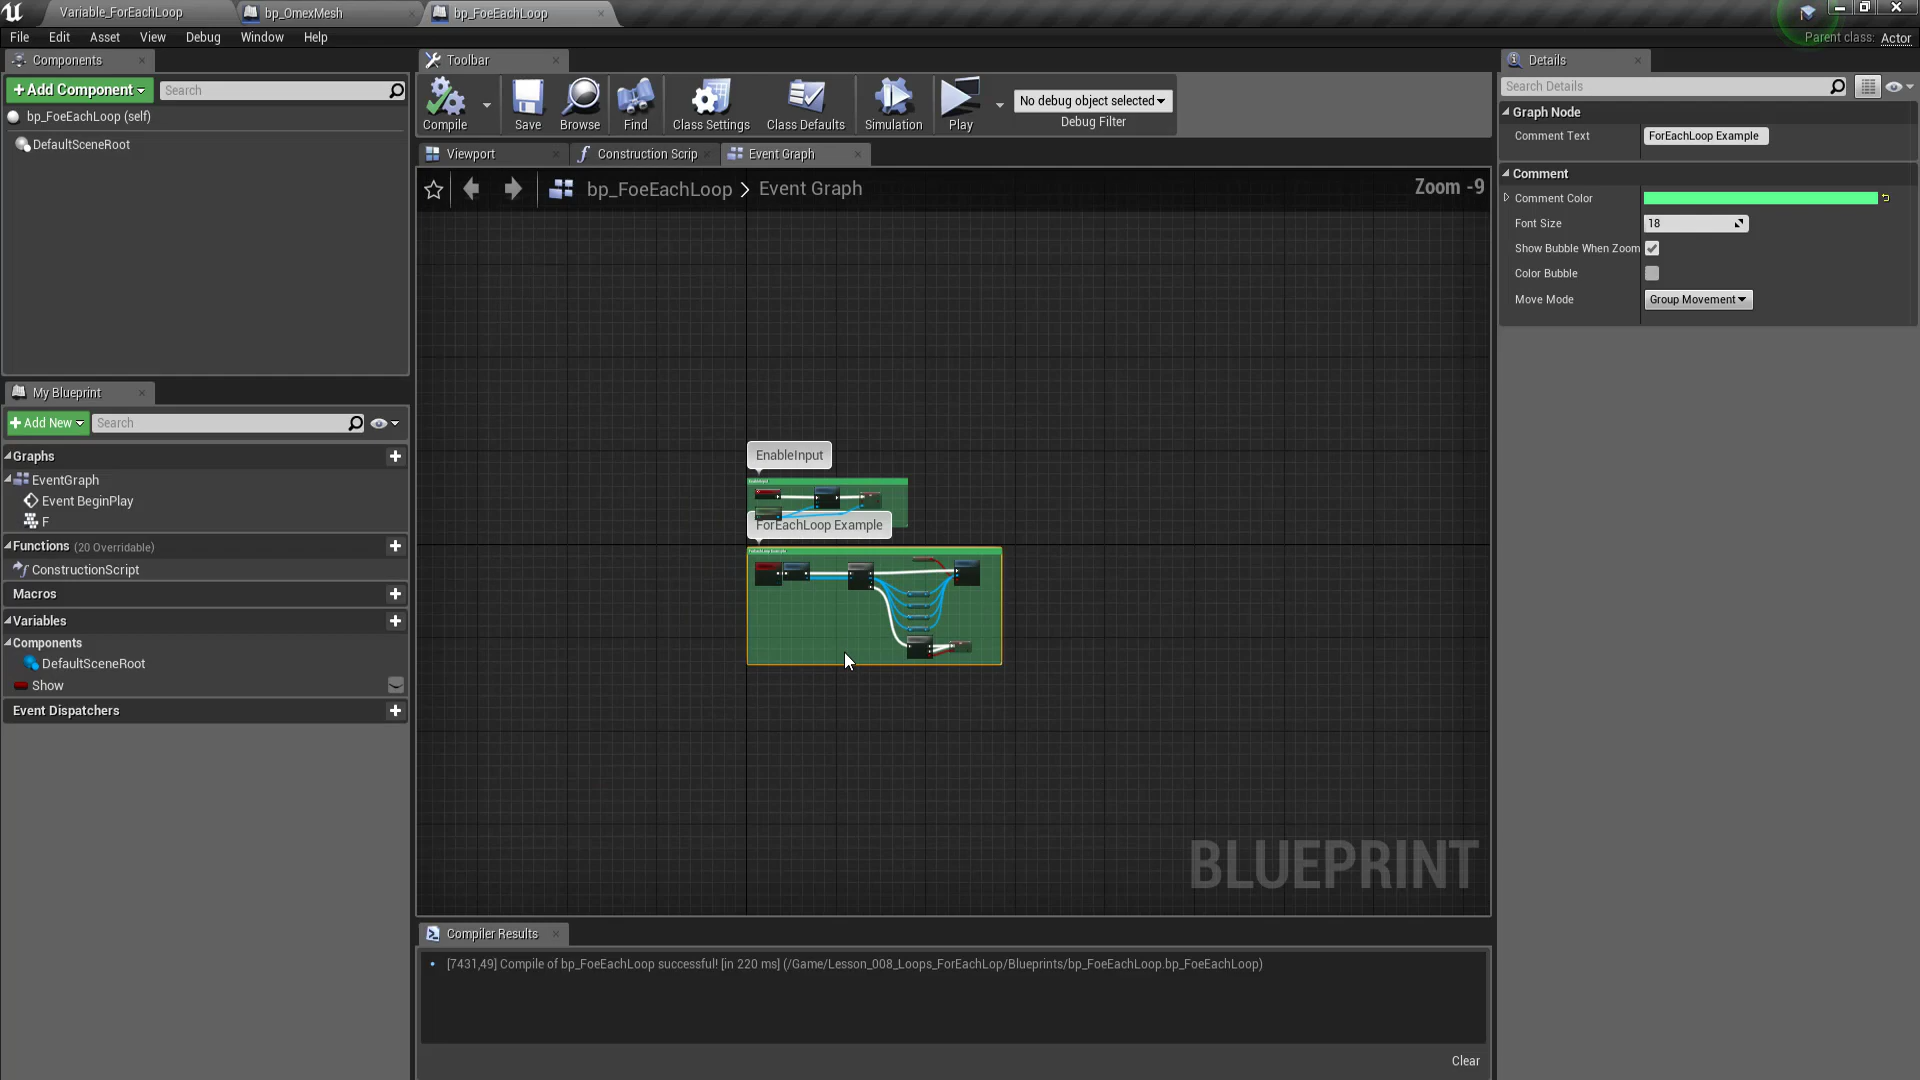 Variable_ForEachLoop
bp_OmexMesh
bp_FoeEachLoop
File Edit Asset View Debug Window Help
Parent class: Actor
Components
+Add Component
Search
bp_FoeEachLoop (self)
DefaultSceneRoot
Toolbar
Compile
Save
Browse
Find
Class Settings
Class Defaults
Simulation
Play
No debug object selected
Debug Filter
Viewport
Construction Scrip
Event Graph
bp_FoeEachLoop > Event Graph
Zoom -9
EnableInput
ForEachLoop Example
BLUEPRINT
My Blueprint
+Add New
Search
Graphs
EventGraph
Event BeginPlay
F
Functions (20 Overridable)
ConstructionScript
Macros
Variables
Components
DefaultSceneRoot
Show
Event Dispatchers
Compiler Results
[7431,49] Compile of bp_FoeEachLoop successful! [in 220 ms] (/Game/Lesson_008_Loops_ForEachLop/Blueprints/bp_FoeEachLoop.bp_FoeEachLoop)
Clear
Details
Search Details
Graph Node
Comment Text ForEachLoop Example
Comment
Comment Color
Font Size 18
Show Bubble When Zoom
Color Bubble
Move Mode Group Movement